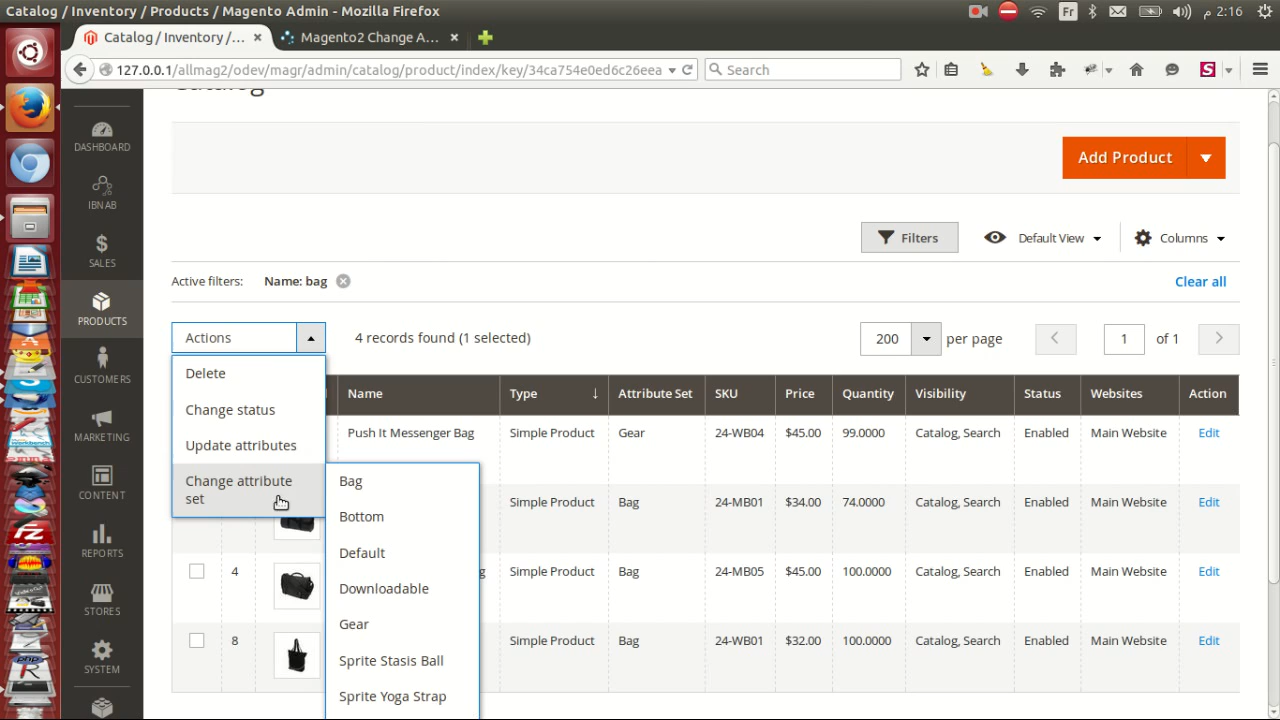 Catalog / Inventory / Products / Magento Admin - Mozilla Firefox
Fr
2:16 م
Catalog / Inventory /...
Magento2 Change A...
127.0.0.1/allmag2/odev/magr/admin/catalog/product/index/key/34ca754e0ed6c26eea
Search
S
Catalog
DASHBOARD
IBNAB
SALES
PRODUCTS
CUSTOMERS
MARKETING
CONTENT
REPORTS
STORES
SYSTEM
Add Product
Filters
Default View
Columns
Active filters:
Name: bag
Clear all
Actions
4 records found (1 selected)
200
per page
1
of 1
Delete
Change status
Update attributes
Change attribute
set
Bag
Bottom
Default
Downloadable
Gear
Sprite Stasis Ball
Sprite Yoga Strap
Name Type Attribute Set SKU Price Quantity Visibility Status Websites Action
Push It Messenger Bag Simple Product Gear 24-WB04 $45.00 99.0000 Catalog, Search Enabled Main Website Edit
Simple Product Bag 24-MB01 $34.00 74.0000 Catalog, Search Enabled Main Website Edit
4 g Simple Product Bag 24-MB05 $45.00 100.0000 Catalog, Search Enabled Main Website Edit
8 Simple Product Bag 24-WB01 $32.00 100.0000 Catalog, Search Enabled Main Website Edit